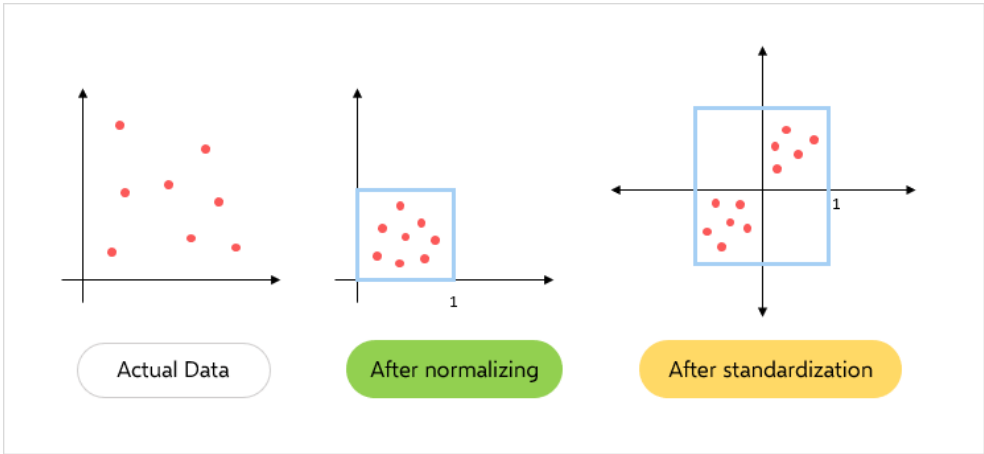 1
1
Actual Data
After normalizing
After standardization